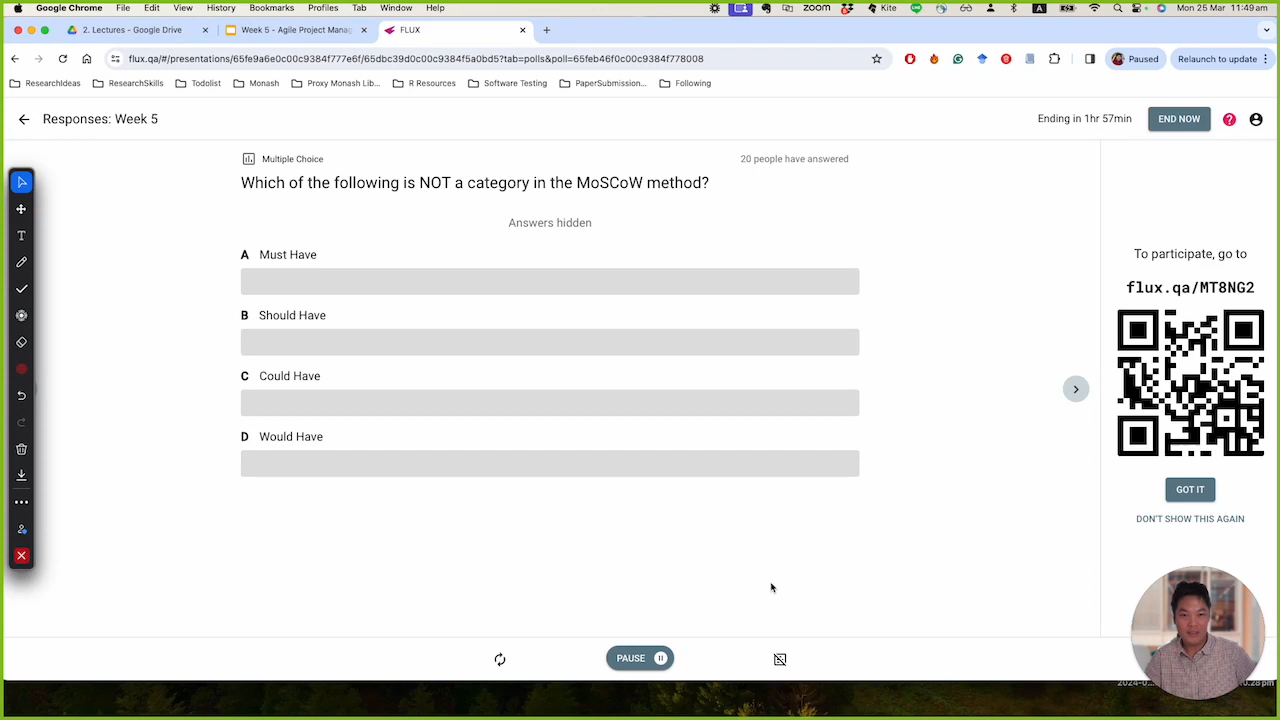 Google Chrome File Edit View History Bookmarks Profiles Tab Window Help zoom Kite A Mon 25 Mar 11:49 am
2. Lectures - Google Drive Week 5 - Agile Project Manag FLUX
flux.qa/#/presentations/65fe9a6e0c00c9384f777e6f/65dbc39d0c00c9384f5a0bd5?tab=polls&poll=65feb46f0c00c9384f778008 Paused Relaunch to update
ResearchIdeas ResearchSkills Todolist Monash Proxy Monash Lib... R Resources Software Testing PaperSubmission... Following
Responses: Week 5 Ending in 1hr 57min END NOW
Multiple Choice 20 people have answered
Which of the following is NOT a category in the MoSCoW method?
Answers hidden
A Must Have
B Should Have
C Could Have
D Would Have
To participate, go to
flux.qa/MT8NG2
GOT IT
DON'T SHOW THIS AGAIN
PAUSE